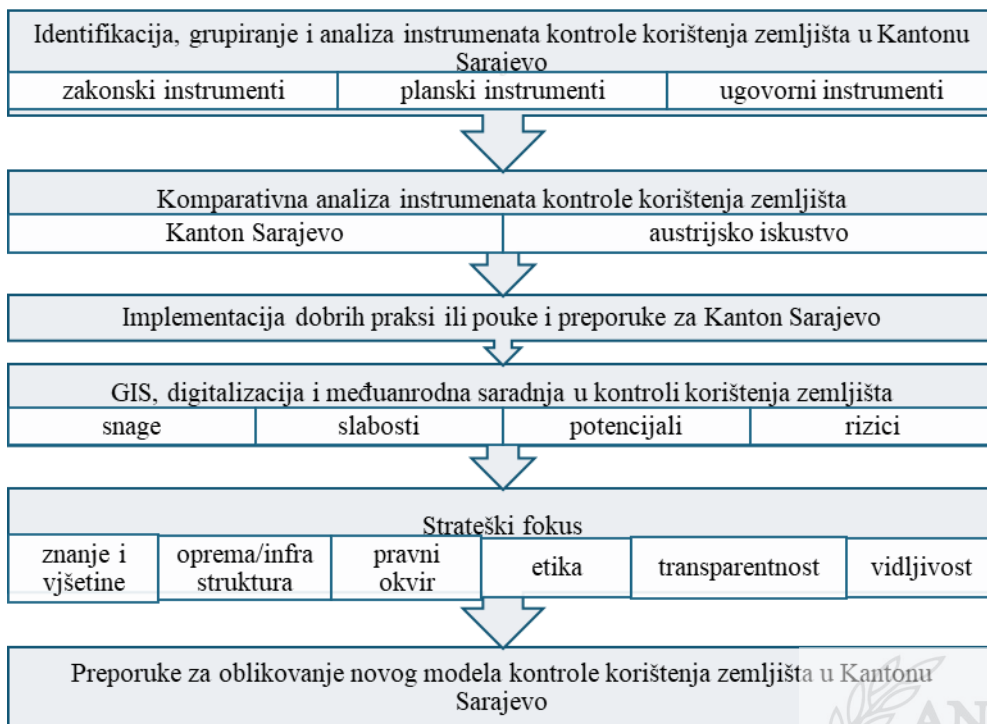 Identifikacija, grupiranje i analiza instrumenata kontrole korištenja zemljišta u Kantonu
Sarajevo
zakonski instrumenti planski instrumenti ugovorni instrumenti
Komparativna analiza instrumenata kontrole korištenja zemljišta
Kanton Sarajevo austrijsko iskustvo
Implementacija dobrih praksi ili pouke i preporuke za Kanton Sarajevo
GIS, digitalizacija i međuanrodna saradnja u kontroli korištenja zemljišta
snage slabosti potencijali rizici
Strateški fokus
znanje i
vjšetine
oprema/infra
struktura
pravni
okvir
etika
transparentnost
vidljivost
Preporuke za oblikovanje novog modela kontrole korištenja zemljišta u Kantonu
Sarajevo
AN